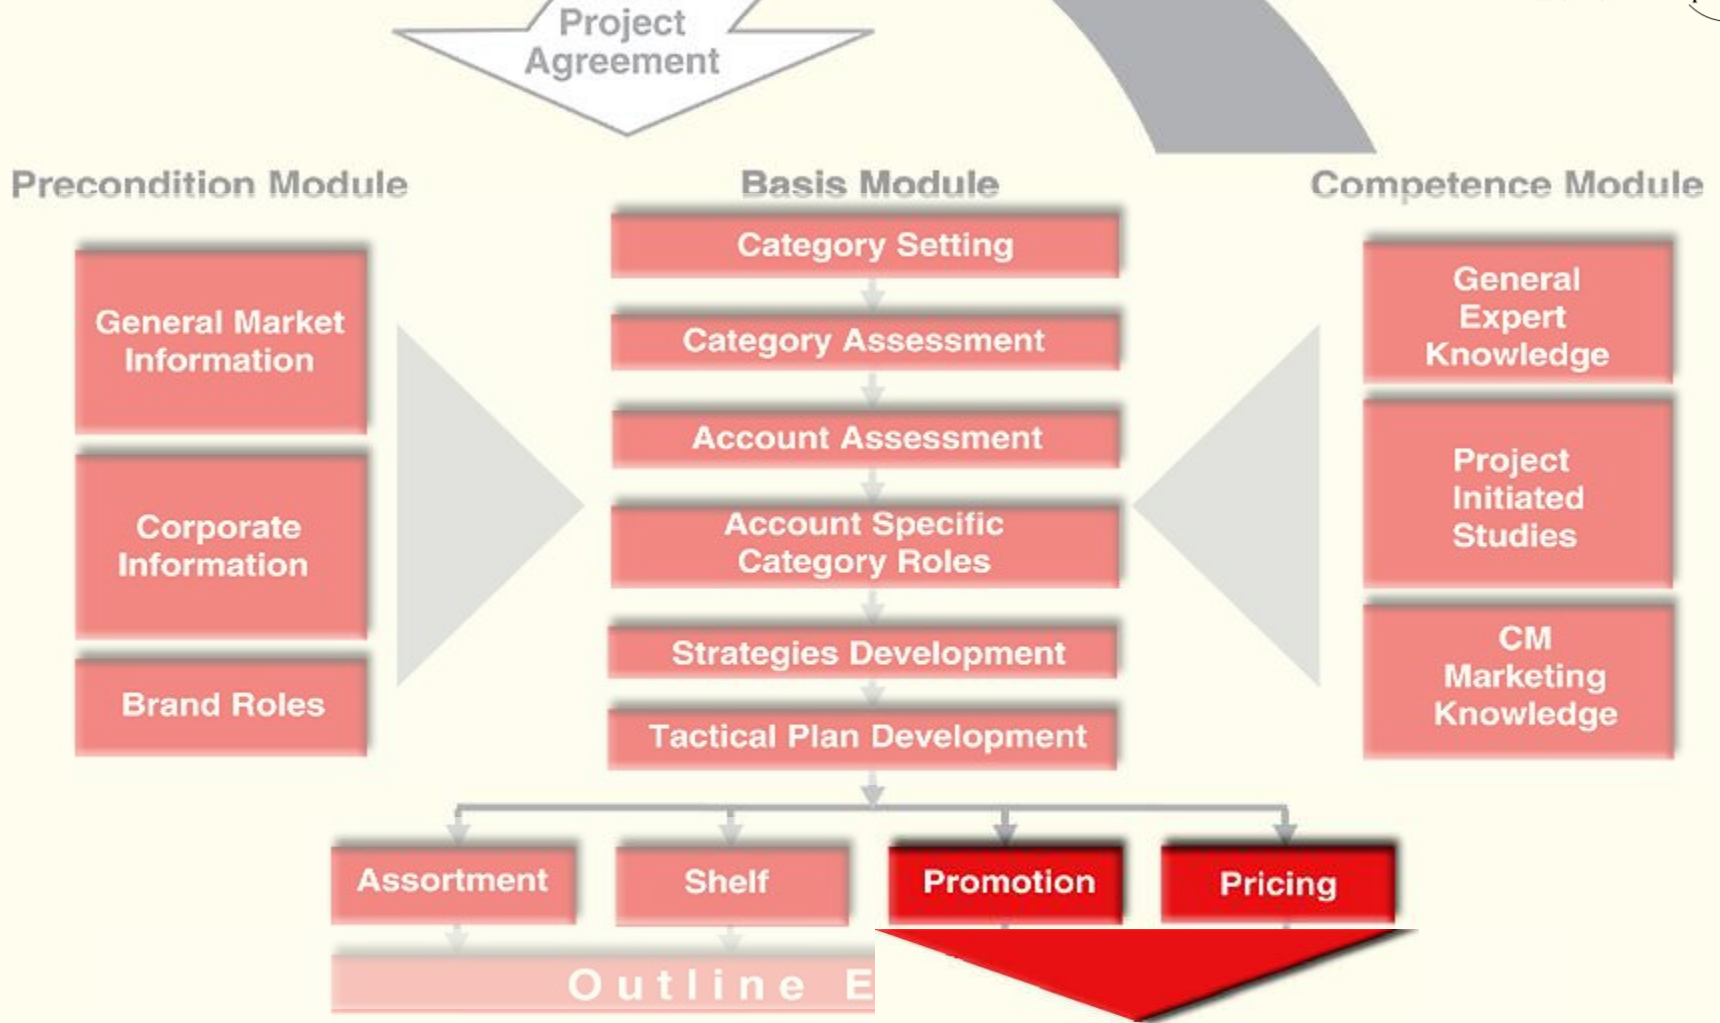 Project
Agreement
Precondition Module
Basis Module
Competence Module
General Market
Information
Corporate
Information
Brand Roles
Category Setting
Category Assessment
Account Assessment
Account Specific
Category Roles
Strategies Development
Tactical Plan Development
General
Expert
Knowledge
Project
Initiated
Studies
CM
Marketing
Knowledge
Assortment
Shelf
Promotion
Pricing
Outline E